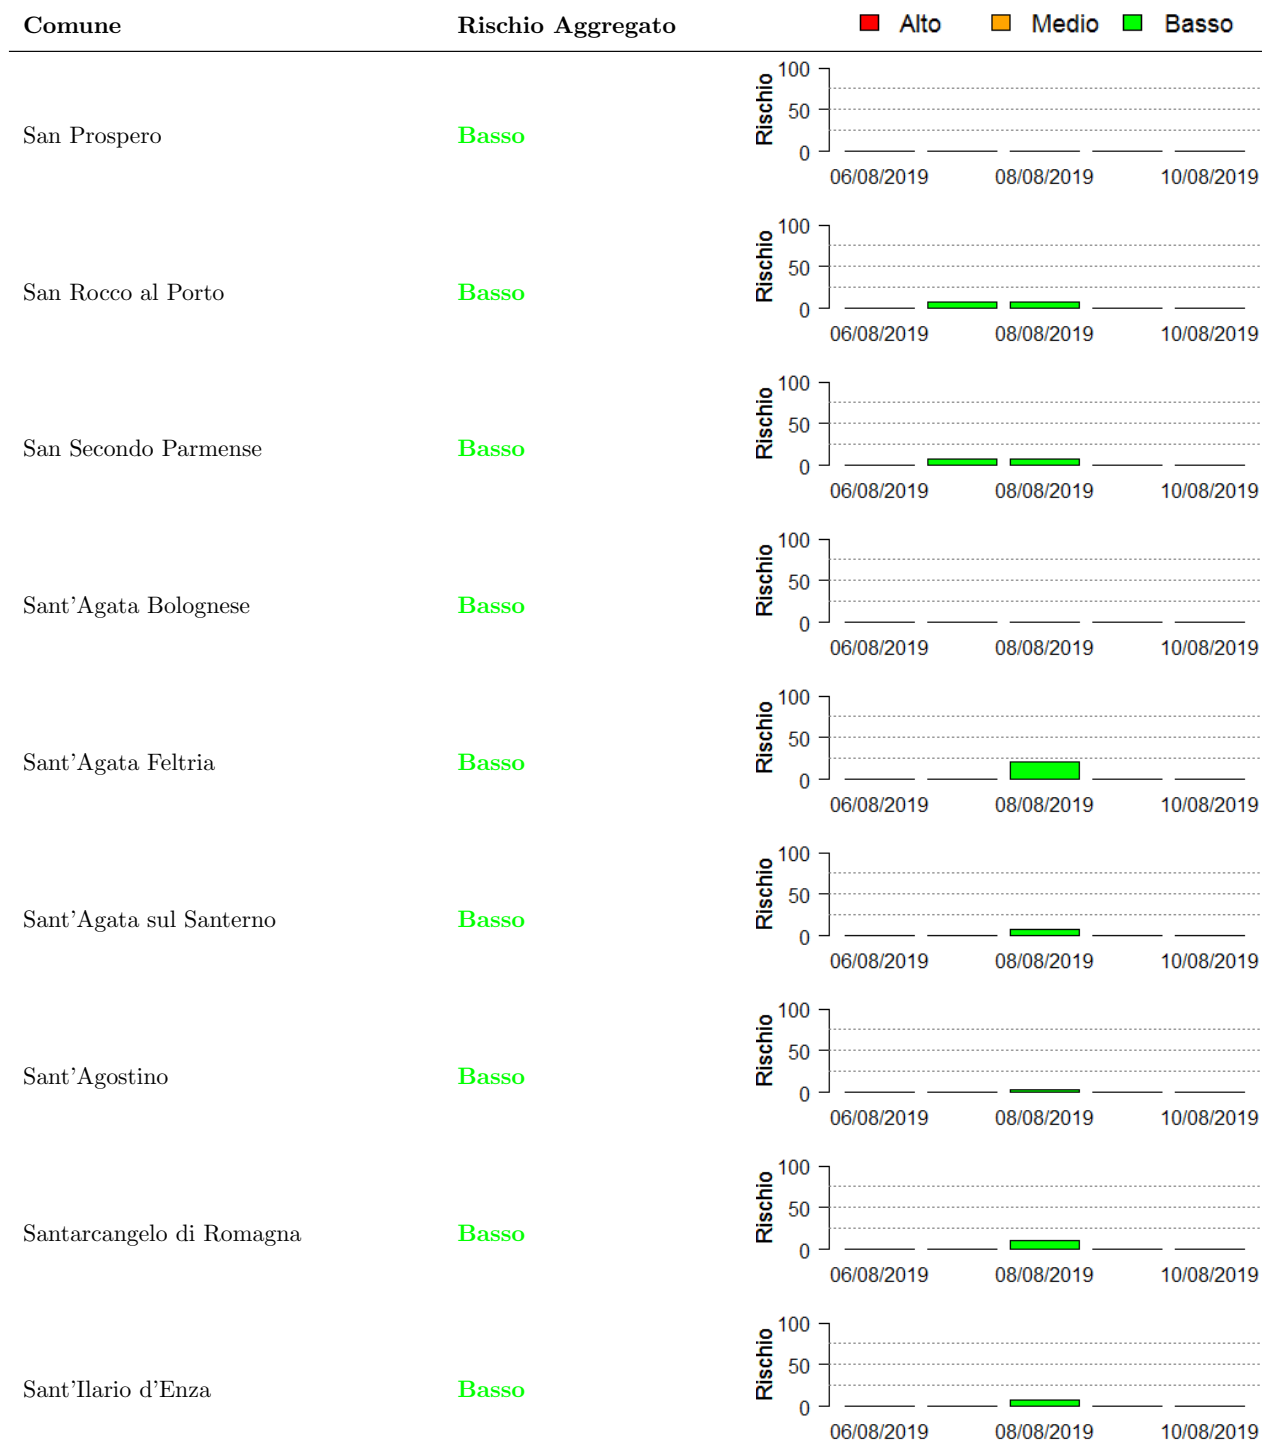 Comune Rischio Aggregato Alto Medio Basso
100
50
0
Rischio
San Prospero Basso
06/08/2019 08/08/2019 10/08/2019
100
50
0
Rischio
San Rocco al Porto Basso
06/08/2019 08/08/2019 10/08/2019
100
50
0
Rischio
San Secondo Parmense Basso
06/08/2019 08/08/2019 10/08/2019
100
50
0
Rischio
Sant'Agata Bolognese Basso
06/08/2019 08/08/2019 10/08/2019
100
50
0
Rischio
Sant'Agata Feltria Basso
06/08/2019 08/08/2019 10/08/2019
100
50
0
Rischio
Sant'Agata sul Santerno Basso
06/08/2019 08/08/2019 10/08/2019
100
50
0
Rischio
Sant'Agostino Basso
06/08/2019 08/08/2019 10/08/2019
100
50
0
Rischio
Santarcangelo di Romagna Basso
06/08/2019 08/08/2019 10/08/2019
100
50
0
Rischio
Sant'Ilario d'Enza Basso
06/08/2019 08/08/2019 10/08/2019